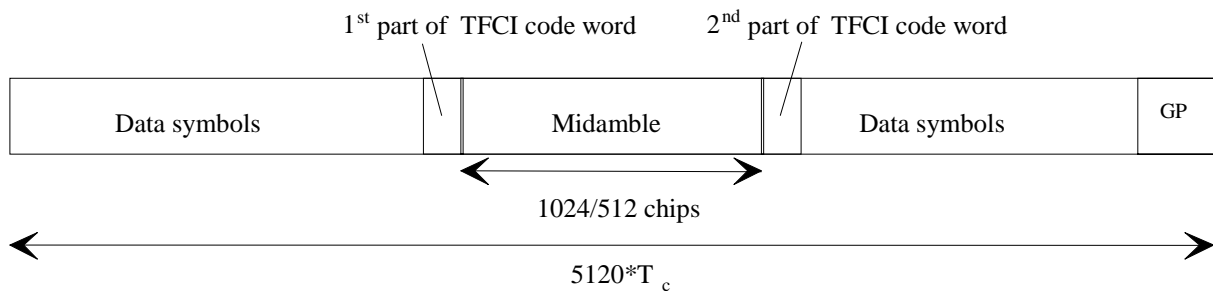 1st part of TFCI code word
2nd part of TFCI code word
Data symbols
Midamble
Data symbols
GP
1024/512 chips
5120*Tc